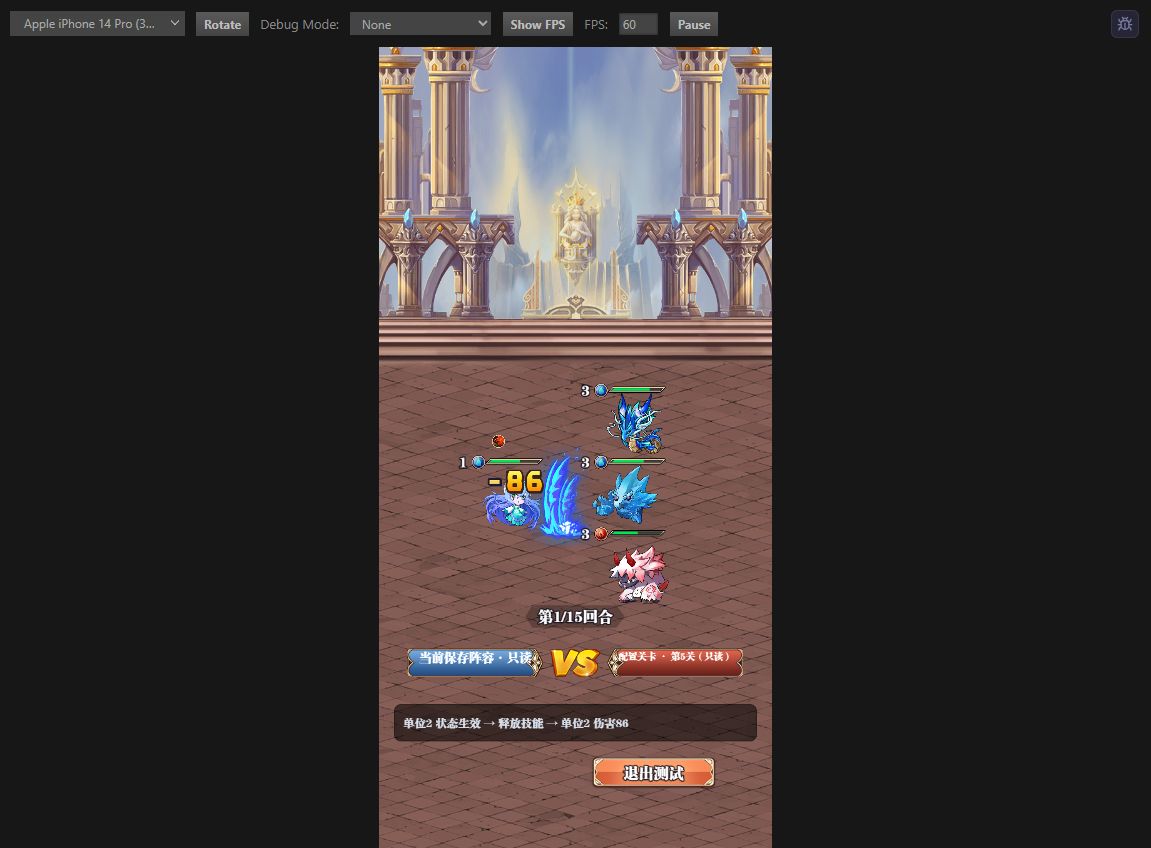 Apple iPhone 14 Pro (3...
Rotate
Debug Mode:
None
Show FPS
FPS:
60
Pause
3
1
3
-86
3
第1/15回合
当前保存阵容·只读
VS
配置关卡 · 第5关（只读）
单位2 状态生效 → 释放技能 → 单位2 伤害86
退出测试